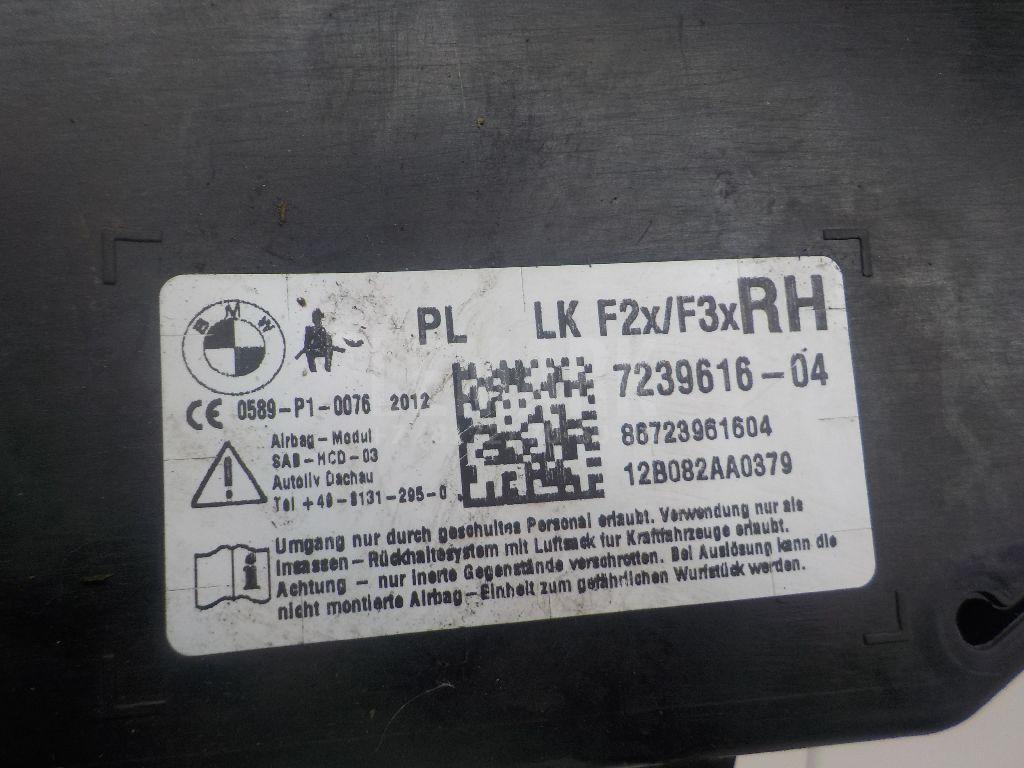 BMW
PL LK F2x/F3x RH
7239616-04
CE 0589-P1-0076 2012
86723961604
12B082AA0379
Airbag-Modul
SAB-MCD-03
Autoliv Dachau
Tel +49-8131-295-0
Umgang nur durch geschultes Personal erlaubt. Verwendung nur als
Insassen-Rückhaltesystem mit Luftsack für Kraftfahrzeuge erlaubt.
Achtung - nur inerte Gegenstände verschrotten. Bei Auslösung kann die
nicht montierte Airbag-Einheit zum gefährlichen Wurfstück werden.